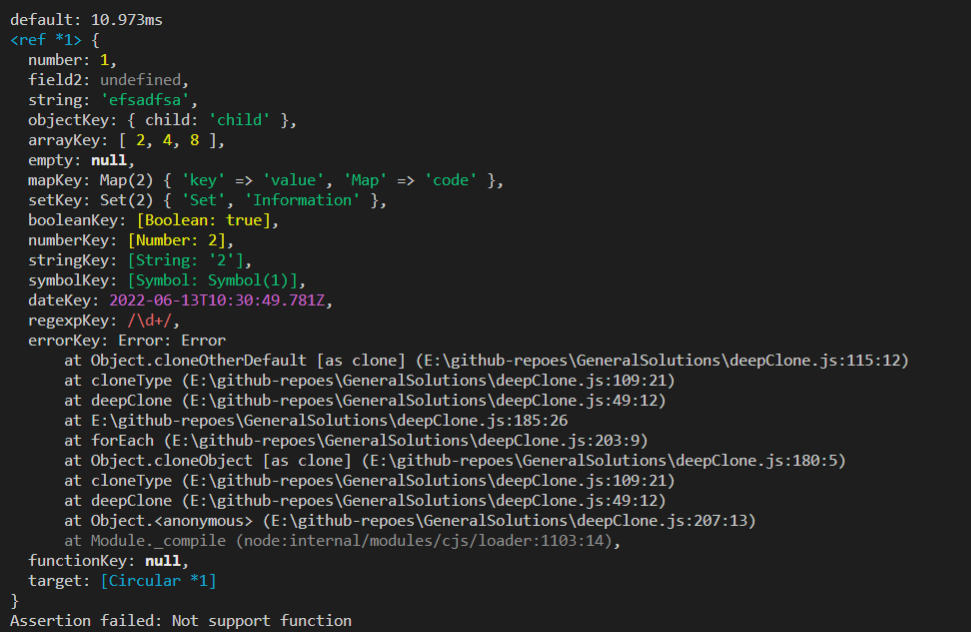 default: 10.973ms
<ref *1> {
  number: 1,
  field2: undefined,
  string: 'efsadfsa',
  objectKey: { child: 'child' },
  arrayKey: [ 2, 4, 8 ],
  empty: null,
  mapKey: Map(2) { 'key' => 'value', 'Map' => 'code' },
  setKey: Set(2) { 'Set', 'Information' },
  booleanKey: [Boolean: true],
  numberKey: [Number: 2],
  stringKey: [String: '2'],
  symbolKey: [Symbol: Symbol(1)],
  dateKey: 2022-06-13T10:30:49.781Z,
  regexpKey: /\d+/,
  errorKey: Error: Error
      at Object.cloneOtherDefault [as clone] (E:\github-repoes\GeneralSolutions\deepClone.js:115:12)
      at cloneType (E:\github-repoes\GeneralSolutions\deepClone.js:109:21)
      at deepClone (E:\github-repoes\GeneralSolutions\deepClone.js:49:12)
      at E:\github-repoes\GeneralSolutions\deepClone.js:185:26
      at forEach (E:\github-repoes\GeneralSolutions\deepClone.js:203:9)
      at Object.cloneObject [as clone] (E:\github-repoes\GeneralSolutions\deepClone.js:180:5)
      at cloneType (E:\github-repoes\GeneralSolutions\deepClone.js:109:21)
      at deepClone (E:\github-repoes\GeneralSolutions\deepClone.js:49:12)
      at Object.<anonymous> (E:\github-repoes\GeneralSolutions\deepClone.js:207:13)
      at Module._compile (node:internal/modules/cjs/loader:1103:14),
  functionKey: null,
  target: [Circular *1]
}
Assertion failed: Not support function